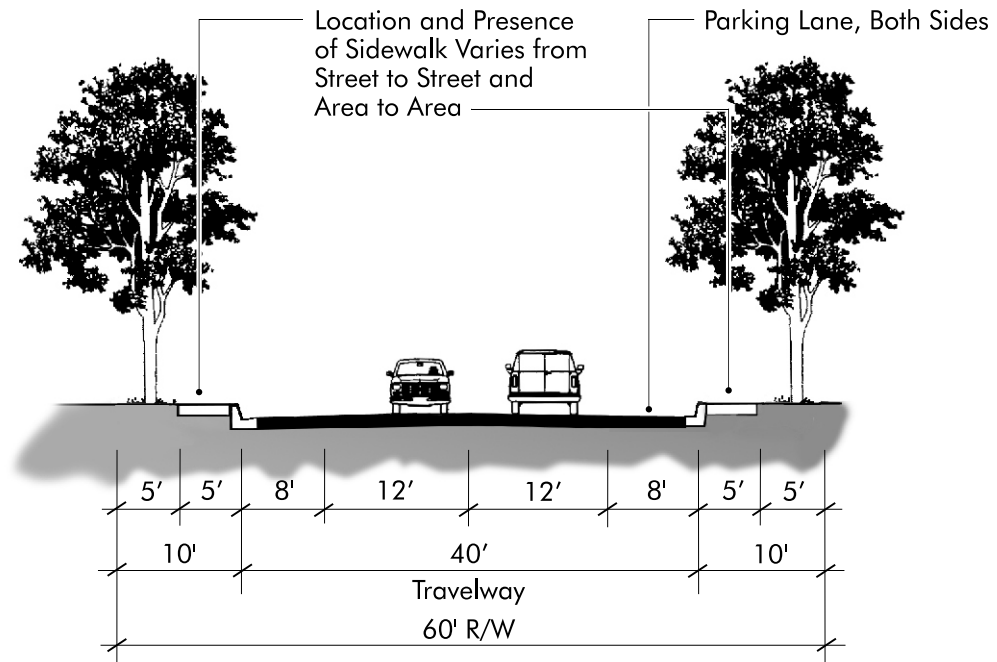 Location and Presence
of Sidewalk Varies from
Street to Street and
Area to Area
Parking Lane, Both Sides
5’ 5’ 8' 12’ 12’ 8’ 5’ 5’
10' 40’ 10'
Travelway
60' R/W